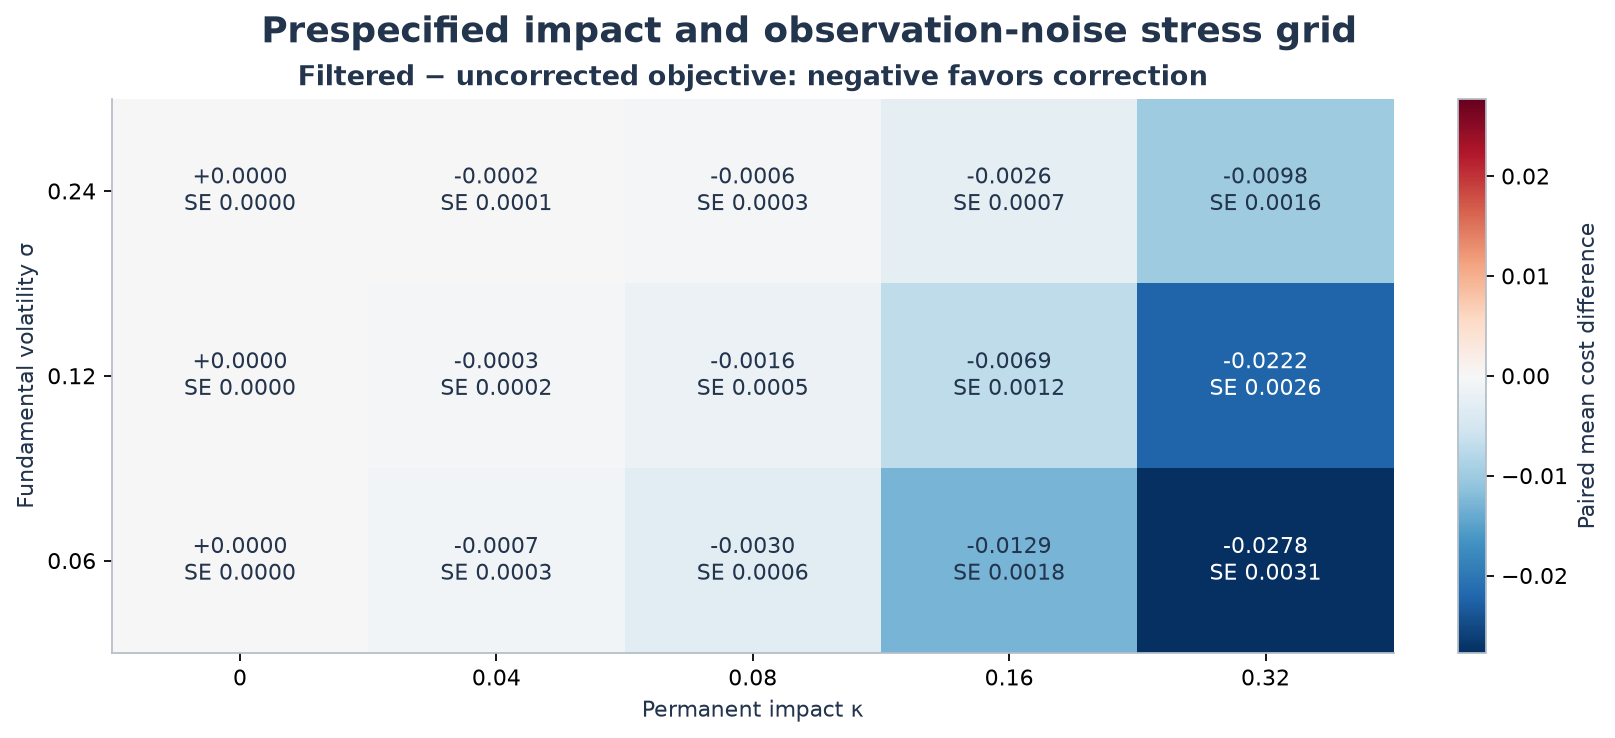 Prespecified impact and observation-noise stress grid
Filtered − uncorrected objective: negative favors correction
Fundamental volatility σ
0.24
+0.0000
SE 0.0000
-0.0002
SE 0.0001
-0.0006
SE 0.0003
-0.0026
SE 0.0007
-0.0098
SE 0.0016
0.12
+0.0000
SE 0.0000
-0.0003
SE 0.0002
-0.0016
SE 0.0005
-0.0069
SE 0.0012
-0.0222
SE 0.0026
0.06
+0.0000
SE 0.0000
-0.0007
SE 0.0003
-0.0030
SE 0.0006
-0.0129
SE 0.0018
-0.0278
SE 0.0031
0
0.04
0.08
0.16
0.32
Permanent impact κ
0.02
0.01
0.00
−0.01
−0.02
Paired mean cost difference